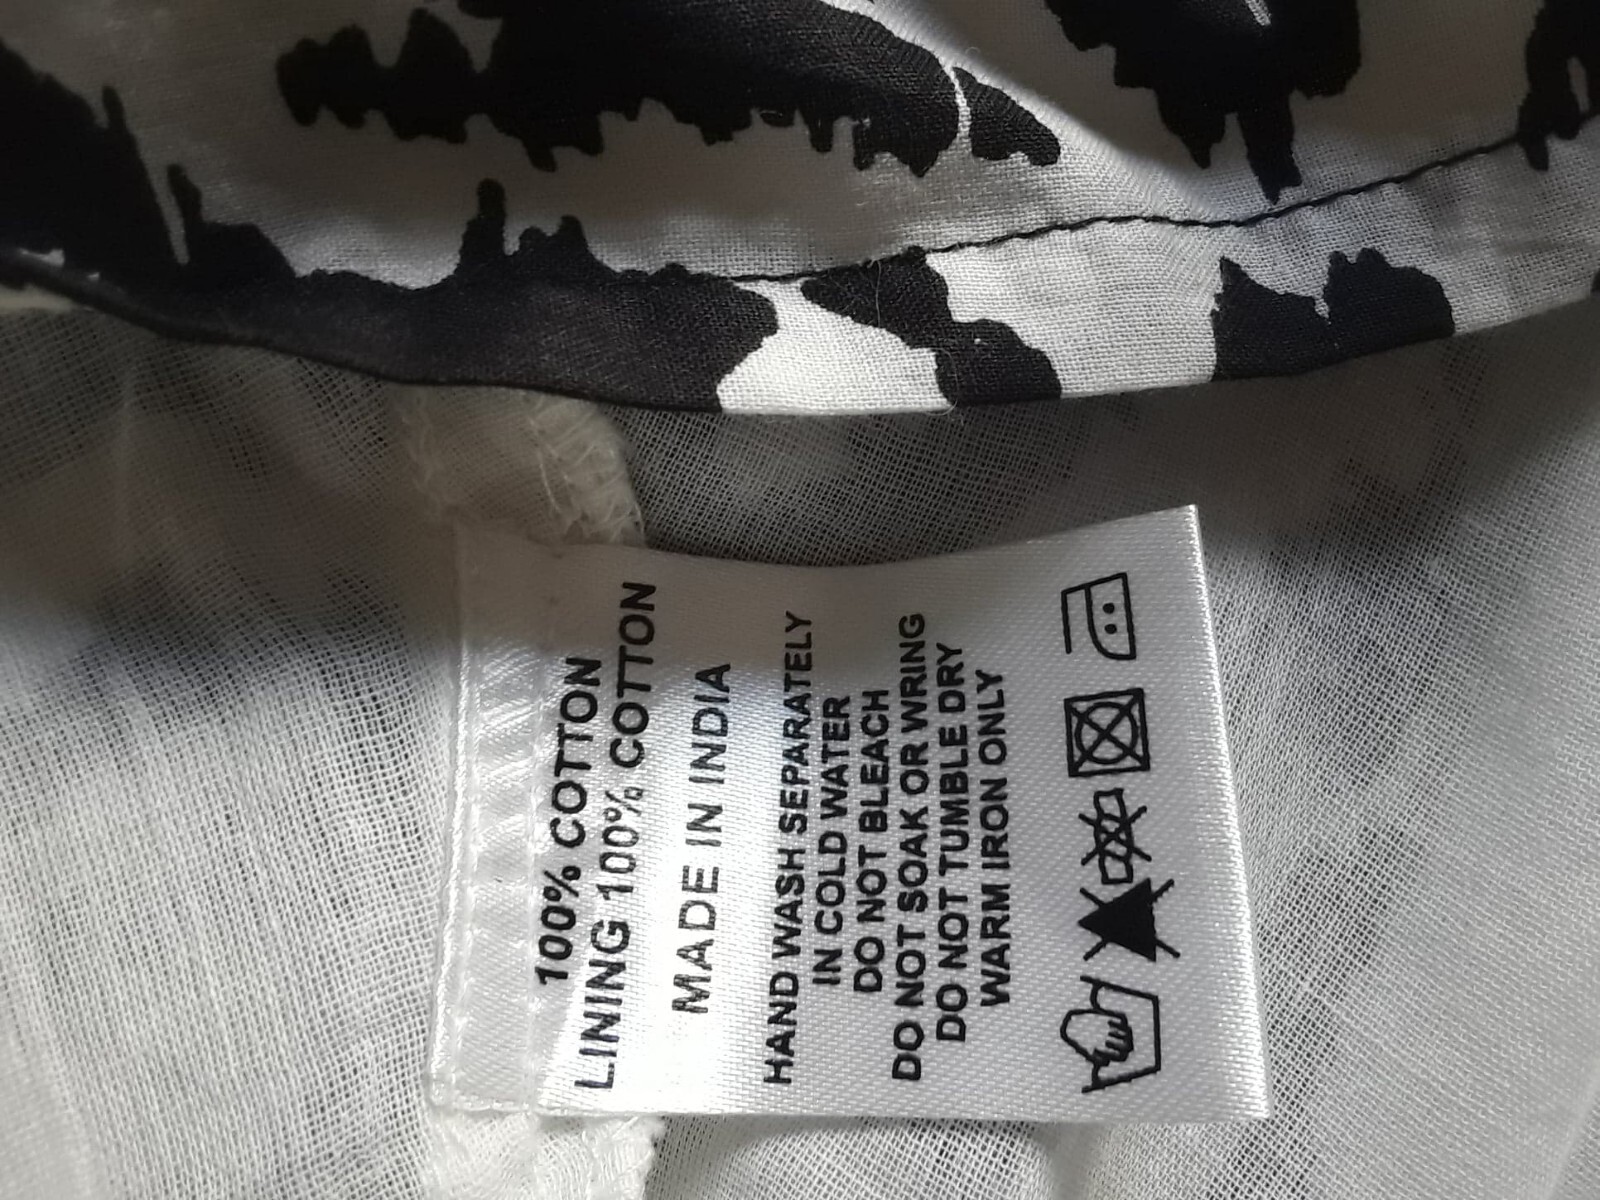 100% COTTON
LINING 100% COTTON
MADE IN INDIA
HAND WASH SEPARATELY
IN COLD WATER
DO NOT BLEACH
DO NOT SOAK OR WRING
DO NOT TUMBLE DRY
WARM IRON ONLY